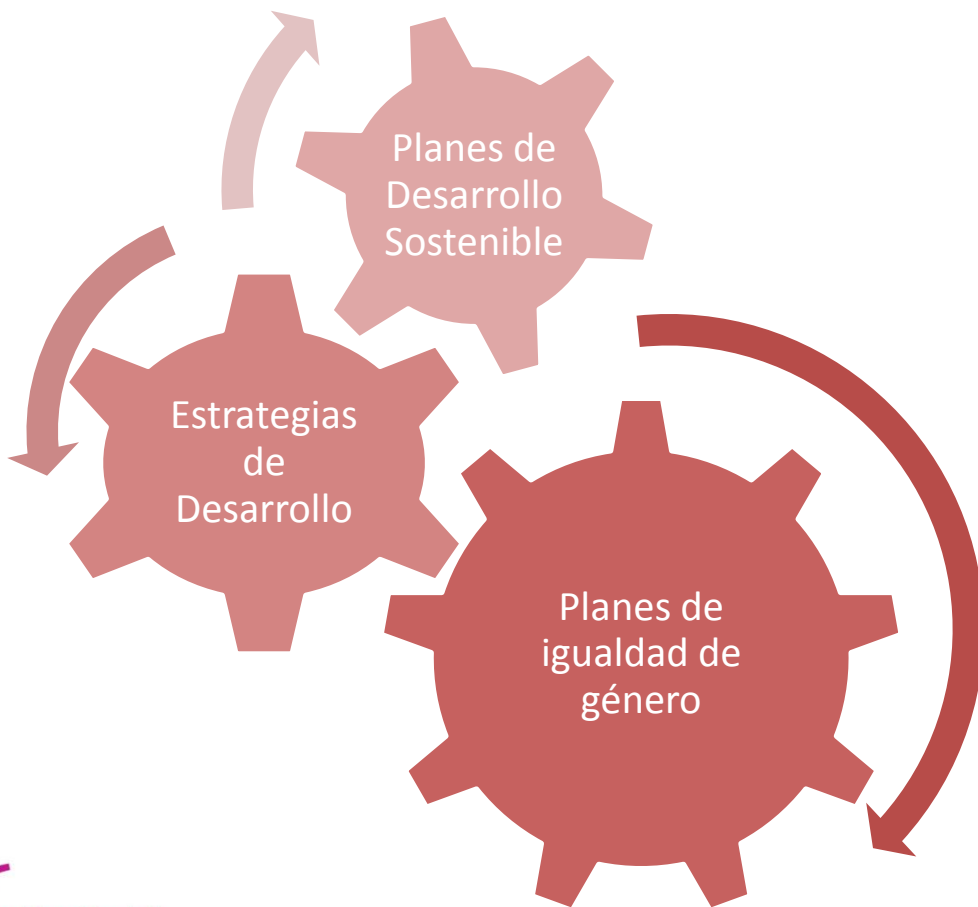 Planes de
Desarrollo
Sostenible
Estrategias
de
Desarrollo
Planes de
igualdad de
género